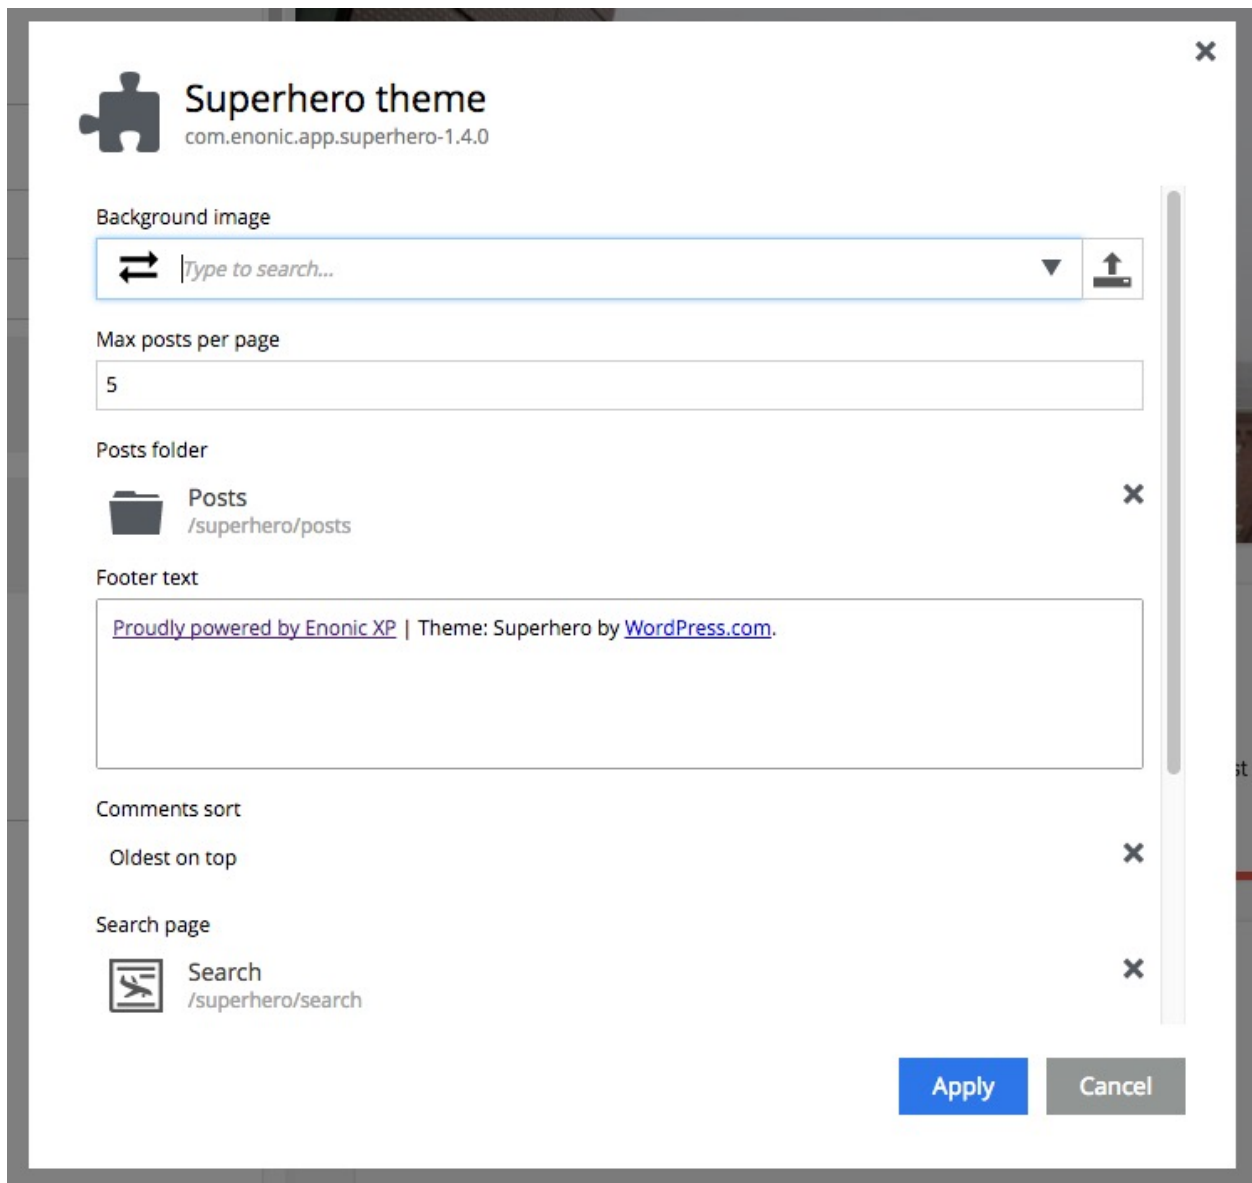 Superhero theme
com.enonic.app.superhero-1.4.0
Background image
Type to search...
Max posts per page
5
Posts folder
Posts
/superhero/posts
Footer text
Proudly powered by Enonic XP | Theme: Superhero by WordPress.com.
st
Comments sort
Oldest on top
Search page
Search
/superhero/search
Apply Cancel